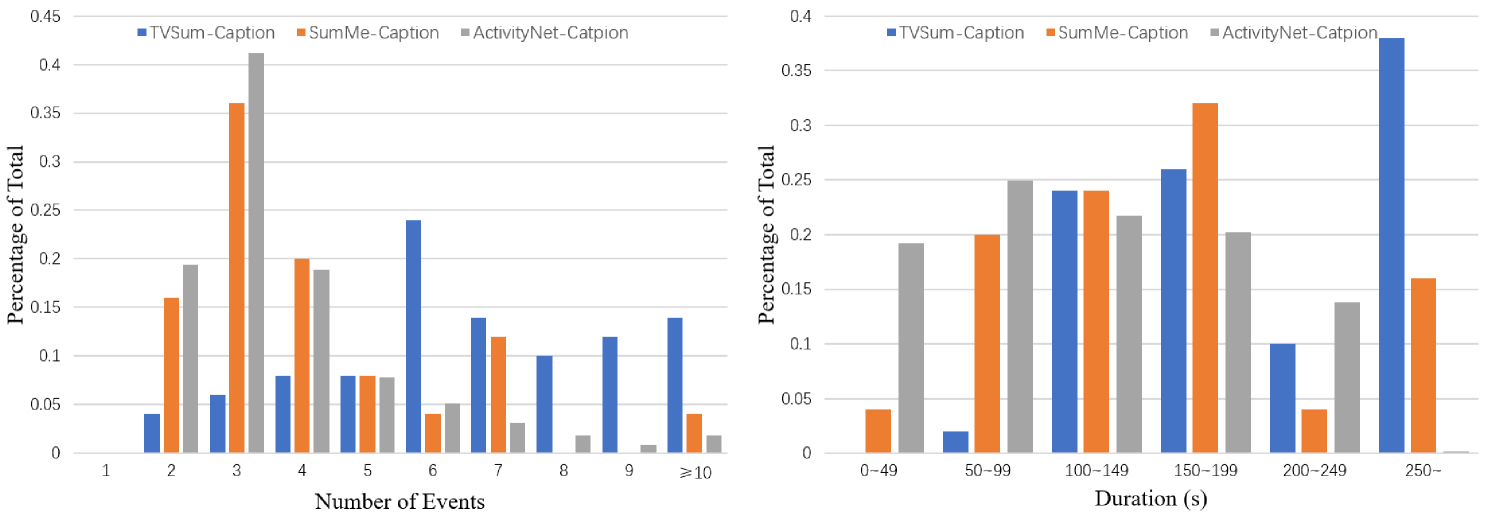 0.45
TVSum-Caption SumMe-Caption ActivityNet-Catpion
0.4
0.35
0.3
0.25
0.2
0.15
0.1
0.05
0
Percentage of Total
1 2 3 4 5 6 7 8 9 ≥10
Number of Events
0.4
TVSum-Caption SumMe-Caption ActivityNet-Catpion
0.35
0.3
0.25
0.2
0.15
0.1
0.05
0
Percentage of Total
0~49 50~99 100~149 150~199 200~249 250~
Duration (s)